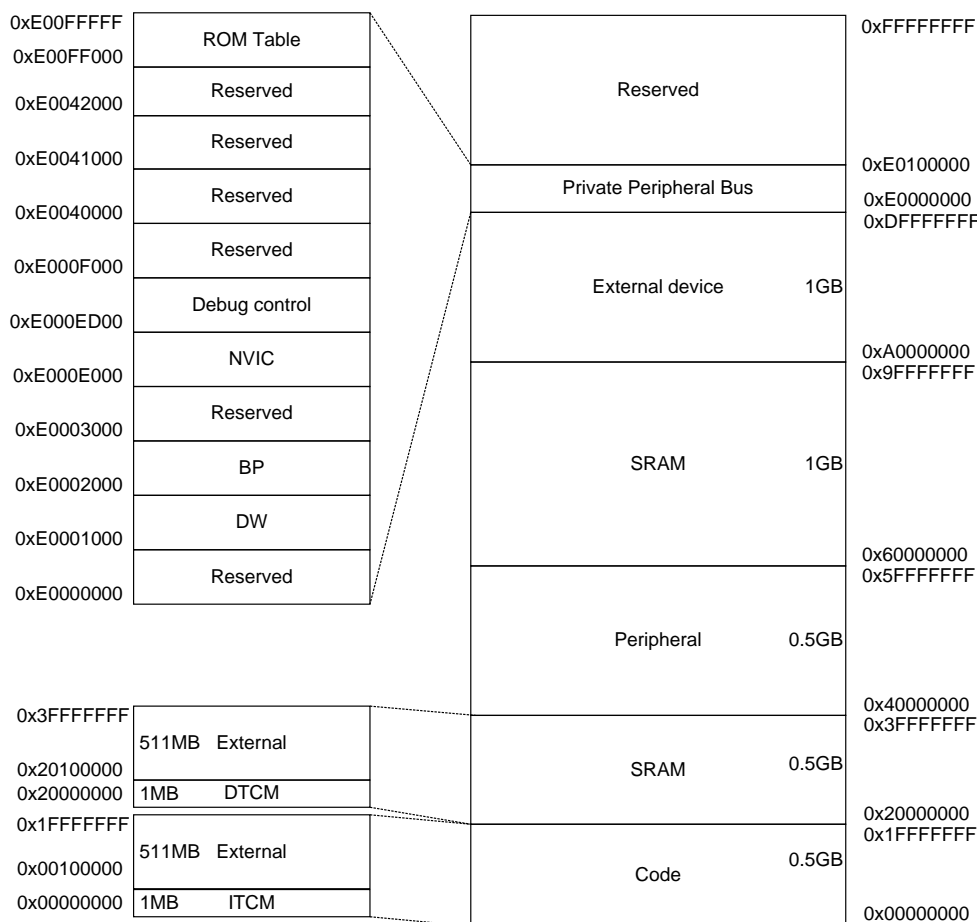 0xE00FFFFF
ROM Table
0xE00FF000
Reserved
0xE0042000
Reserved
0xE0041000
Reserved
0xE0040000
Reserved
0xE000F000
Debug control
0xE000ED00
NVIC
0xE000E000
Reserved
0xE0003000
BP
0xE0002000
DW
0xE0001000
Reserved
0xE0000000
0x3FFFFFFF
511MB External
0x20100000
0x20000000 1MB DTCM
0x1FFFFFFF
511MB External
0x00100000
0x00000000 1MB ITCM
0xFFFFFFFF
Reserved
0xE0100000
Private Peripheral Bus
0xE0000000
0xDFFFFFFF
External device 1GB
0xA0000000
0x9FFFFFFF
SRAM 1GB
0x60000000
0x5FFFFFFF
Peripheral 0.5GB
0x40000000
0x3FFFFFFF
SRAM 0.5GB
0x20000000
0x1FFFFFFF
Code 0.5GB
0x00000000